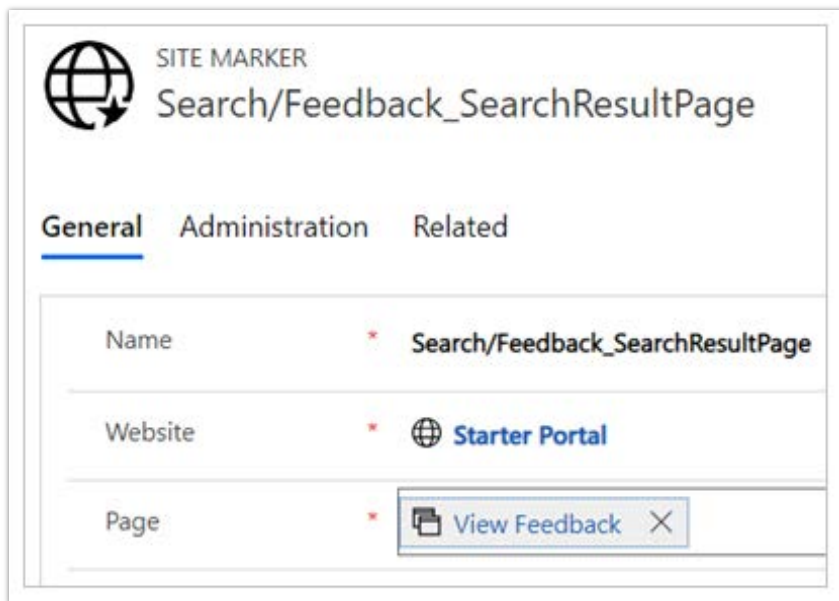 SITE MARKER
Search/Feedback_SearchResultPage
General Administration Related
Name * Search/Feedback_SearchResultPage
Website * Starter Portal
Page * View Feedback